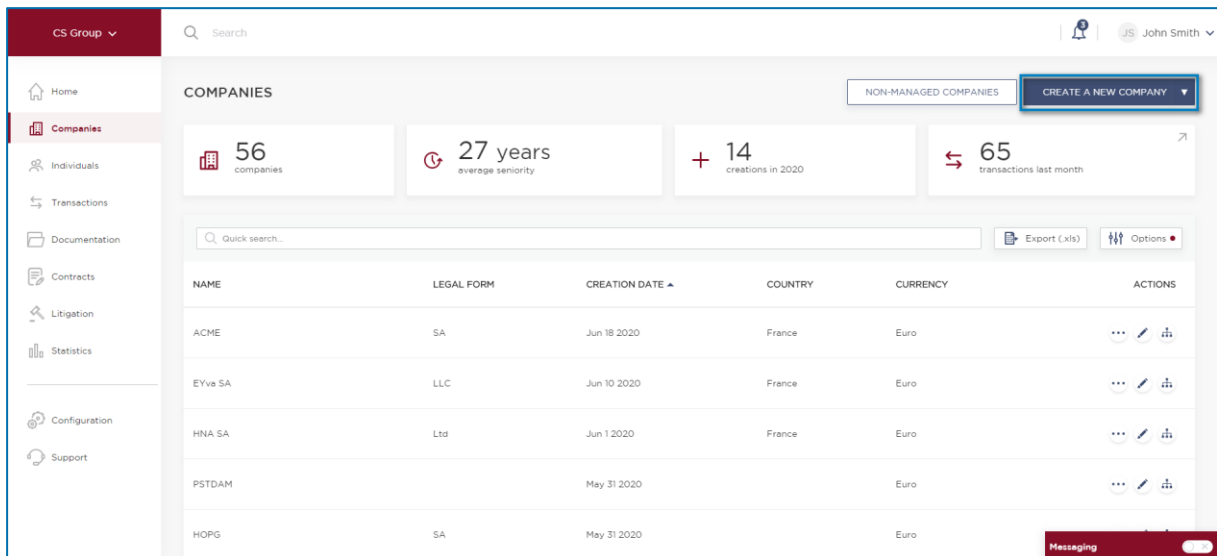 CS Group
Search
3
JS John Smith
Home
Companies
Individuals
Transactions
Documentation
Contracts
Litigation
Statistics
Configuration
Support
COMPANIES
NON-MANAGED COMPANIES
CREATE A NEW COMPANY
56
companies
27 years
average seniority
14
creations in 2020
65
transactions last month
Quick search...
Export (.xls)
Options
NAME LEGAL FORM CREATION DATE COUNTRY CURRENCY ACTIONS
ACME SA Jun 18 2020 France Euro
EYva SA LLC Jun 10 2020 France Euro
HNA SA Ltd Jun 1 2020 France Euro
PSTDAM May 31 2020 Euro
HOPG SA May 31 2020 Euro
Messaging